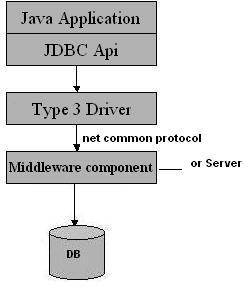 Java Application
JDBC Api
Type 3 Driver
net common protocol
Middleware component
or Server
DB